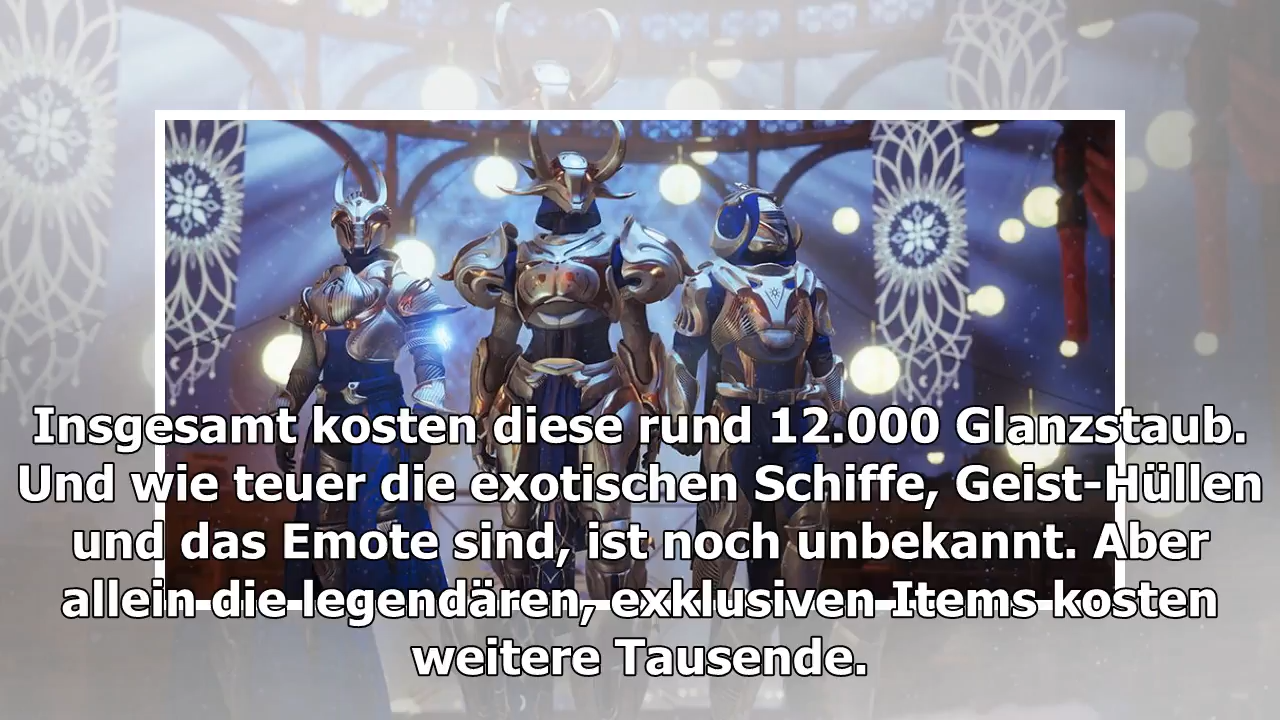 Insgesamt kosten diese rund 12.000 Glanzstaub.
Und wie teuer die exotischen Schiffe, Geist-Hüllen
und das Emote sind, ist noch unbekannt. Aber
allein die legendären, exklusiven Items kosten
weitere Tausende.